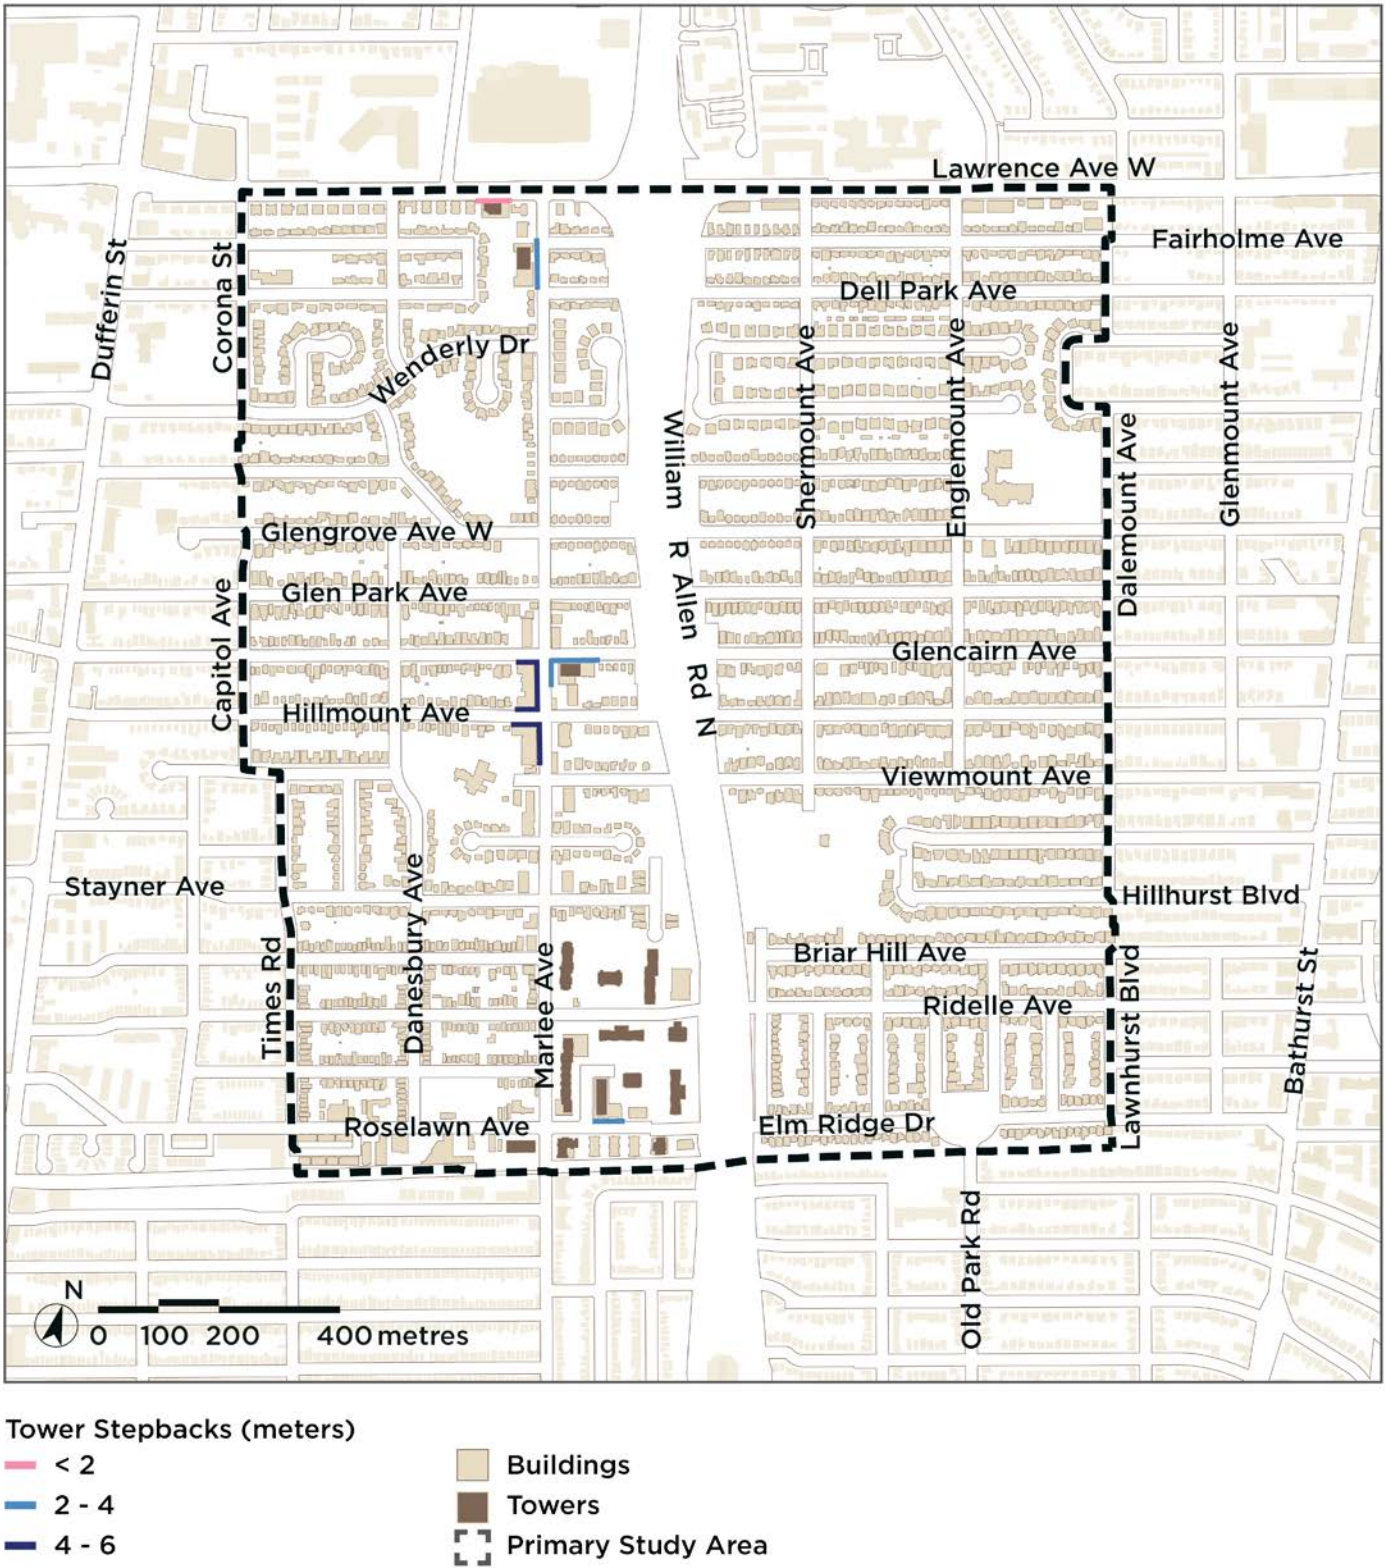 Lawrence Ave W
Fairholme Ave
Dufferin St
Corona St
Dell Park Ave
Wenderly Dr
Shermount Ave
Englemount Ave
Glenmount Ave
William R Allen Rd N
Dalemount Ave
Glengrove Ave W
Glen Park Ave
Capitol Ave
Glencairn Ave
Hillmount Ave
Viewmount Ave
Stayner Ave
Danesbury Ave
Hillhurst Blvd
Times Rd
Marlee Ave
Briar Hill Ave
Ridelle Ave
Lawnhurst Blvd
Bathurst St
Roselawn Ave
Elm Ridge Dr
Old Park Rd
N
0 100 200 400 metres
Tower Stepbacks (meters)
< 2
2 - 4
4 - 6
Buildings
Towers
Primary Study Area